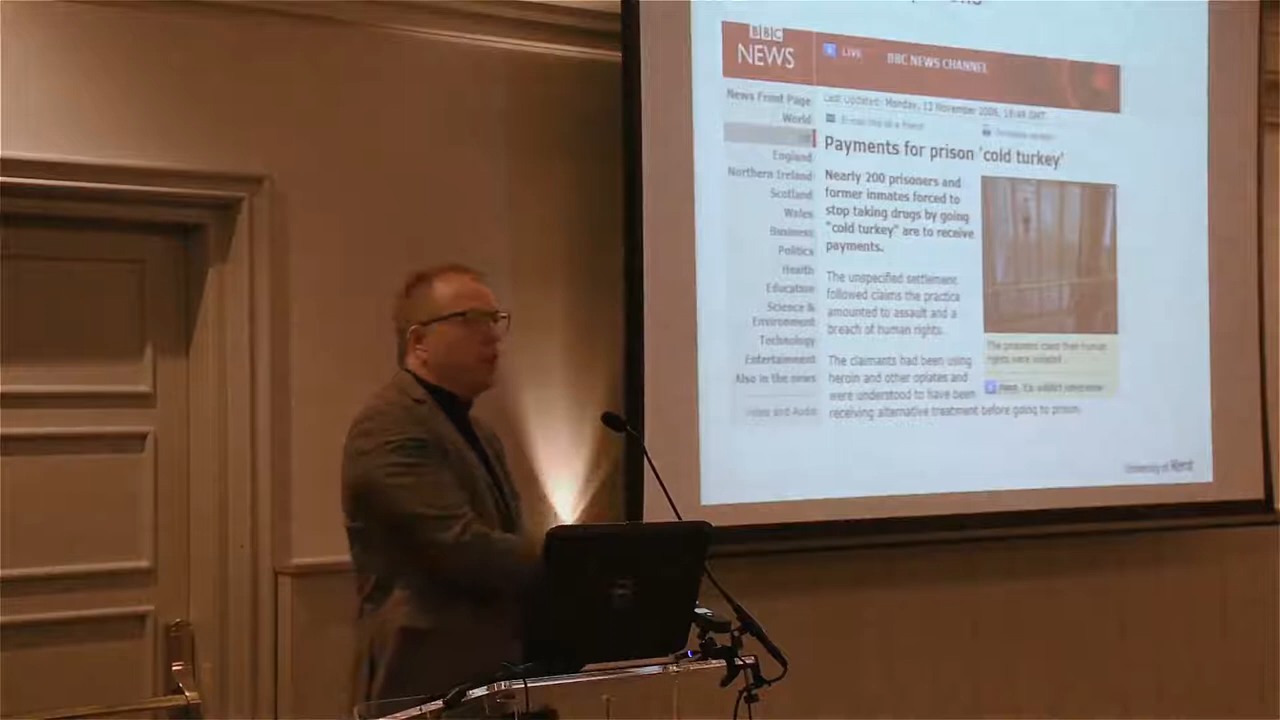 BBC
NEWS
LIVE
BBC NEWS CHANNEL
News Front Page
World
England
Northern Ireland
Scotland
Wales
Business
Politics
Health
Education
Science &
Environment
Technology
Entertainment
Also in the news
Video and Audio
Last Updated: Monday, 13 November 2006, 18:48 GMT
E-mail this to a friend
Printable version
Payments for prison 'cold turkey'
Nearly 200 prisoners and
former inmates forced to
stop taking drugs by going
"cold turkey" are to receive
payments.
The unspecified settlement
followed claims the practice
amounted to assault and a
breach of human rights.
The claimants had been using
heroin and other opiates and
were understood to have been
receiving alternative treatment before going to prison.
The prisoners claim their human
rights were violated
University of Kent